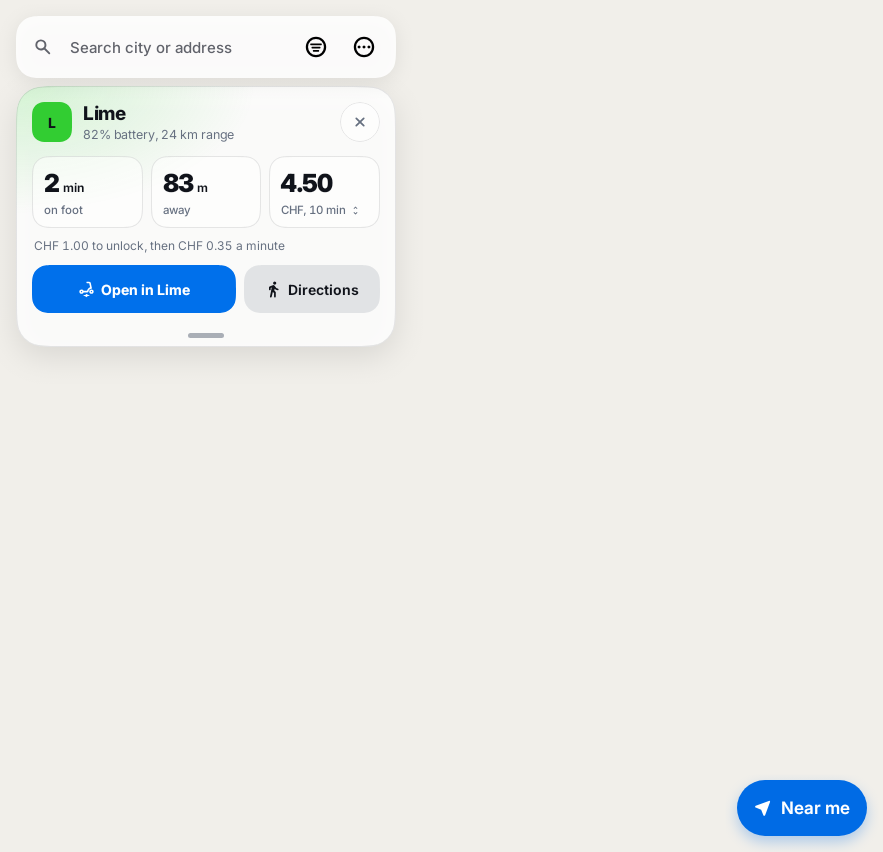 Search city or address
L
Lime
82% battery, 24 km range
2 min
on foot
83 m
away
4.50
CHF, 10 min
CHF 1.00 to unlock, then CHF 0.35 a minute
Open in Lime
Directions
Near me